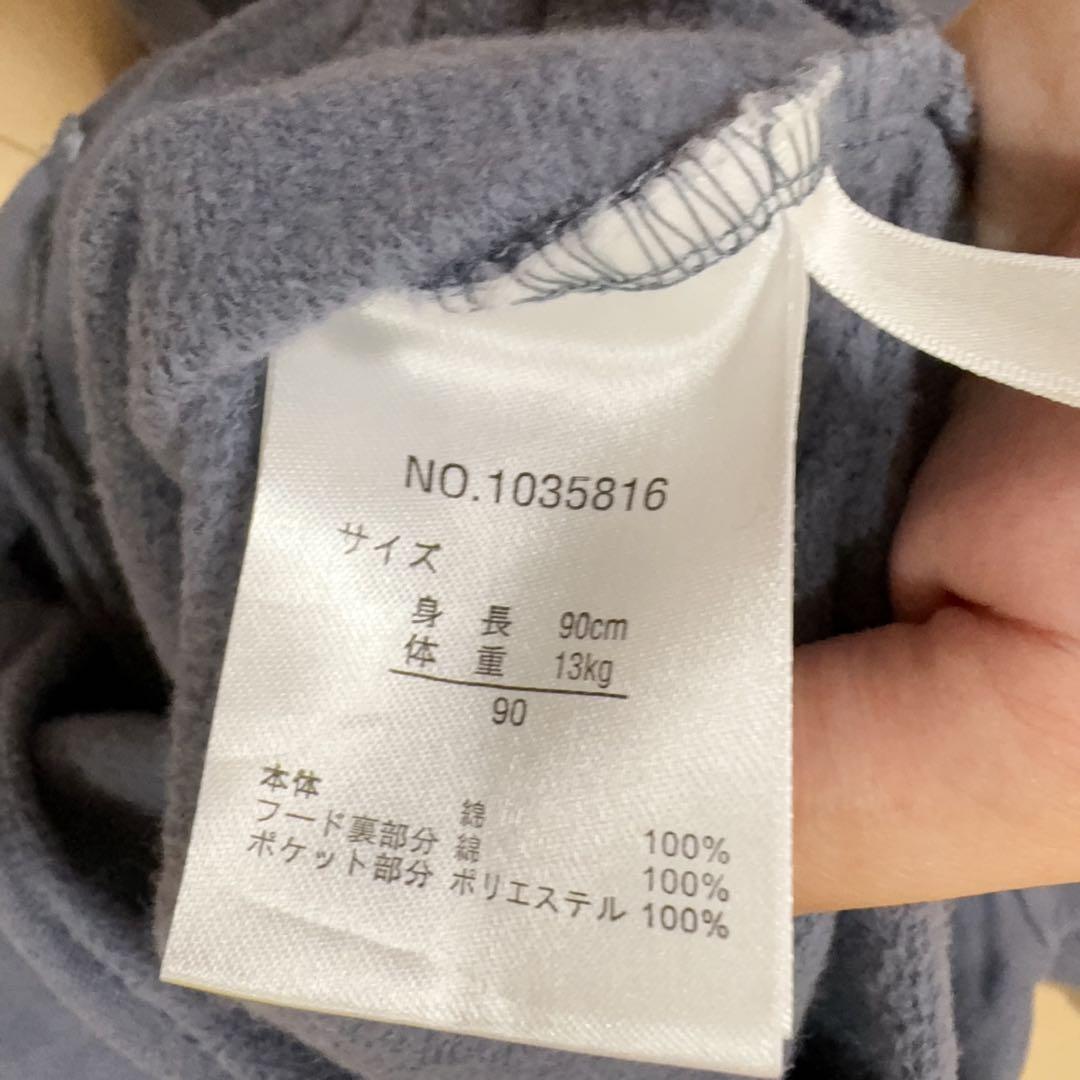 NO.1035816
サイズ
身 長 90cm
体 重 13kg
90
本体 綿 100%
フード裏部分 綿 100%
ポケット部分 ポリエステル 100%